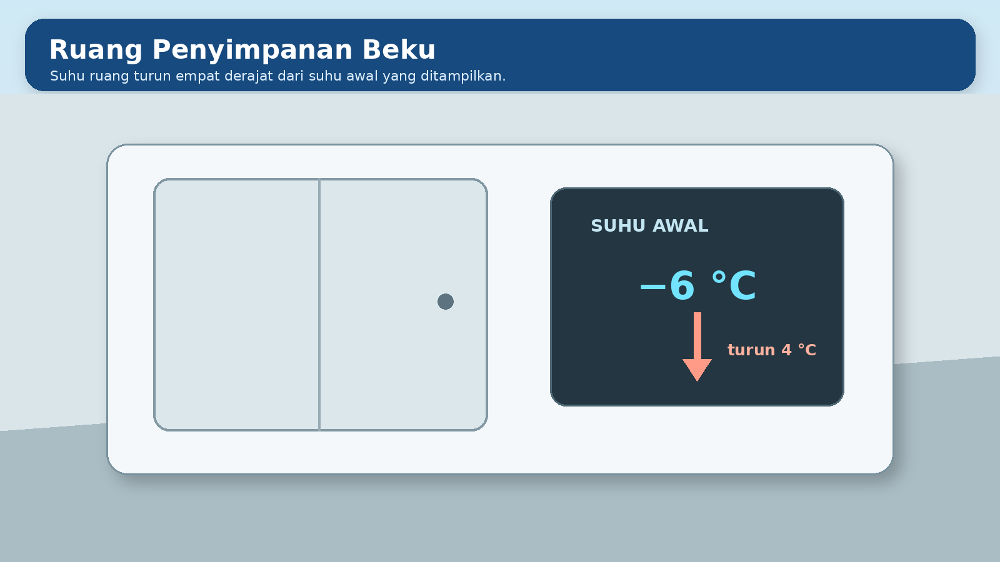 Ruang Penyimpanan Beku
Suhu ruang turun empat derajat dari suhu awal yang ditampilkan.
SUHU AWAL
−6 °C
turun 4 °C